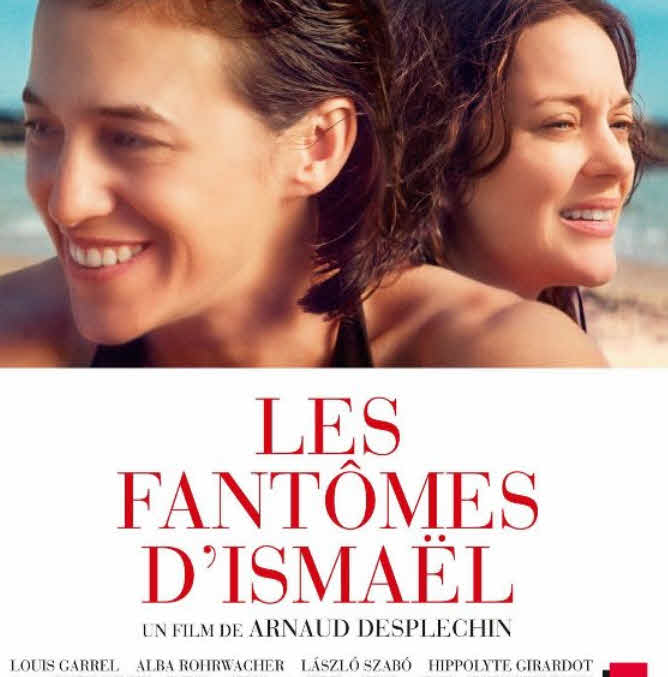 LES
FANTÔMES
D'ISMAËL
UN FILM DE ARNAUD DESPLECHIN
LOUIS GARREL ALBA ROHRWACHER LÁSZLÓ SZABÓ HIPPOLYTE GIRARDOT